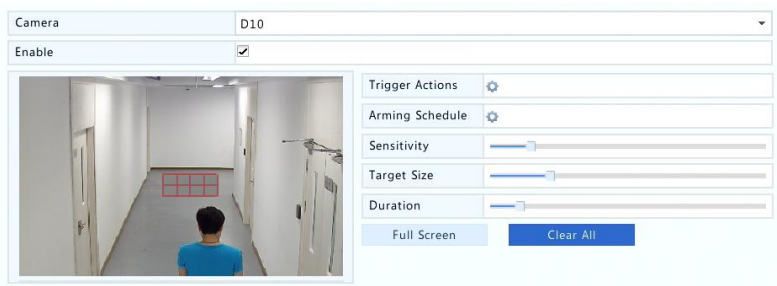 Camera
D10
Enable
Trigger Actions
Arming Schedule
Sensitivity
Target Size
Duration
Full Screen
Clear All